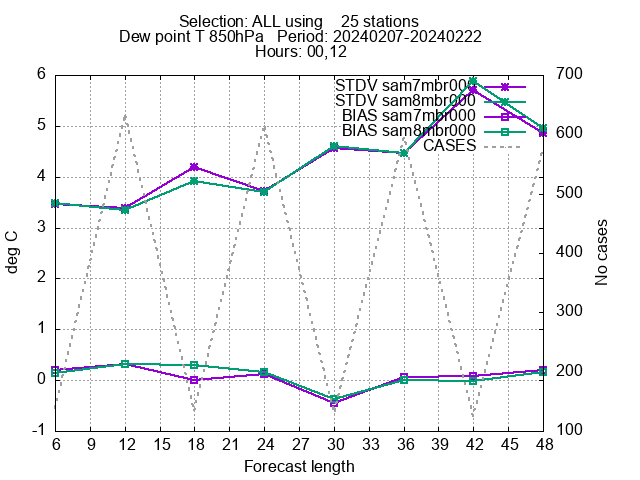 Selection: ALL using    25 stations
Dew point T 850hPa   Period: 20240207-20240222
Hours: 00,12
STDV sam7mbr000
STDV sam8mbr000
BIAS sam7mbr000
BIAS sam8mbr000
CASES
deg C
6
5
4
3
2
1
0
-1
No cases
700
600
500
400
300
200
100
6 9 12 15 18 21 24 27 30 33 36 39 42 45 48
Forecast length